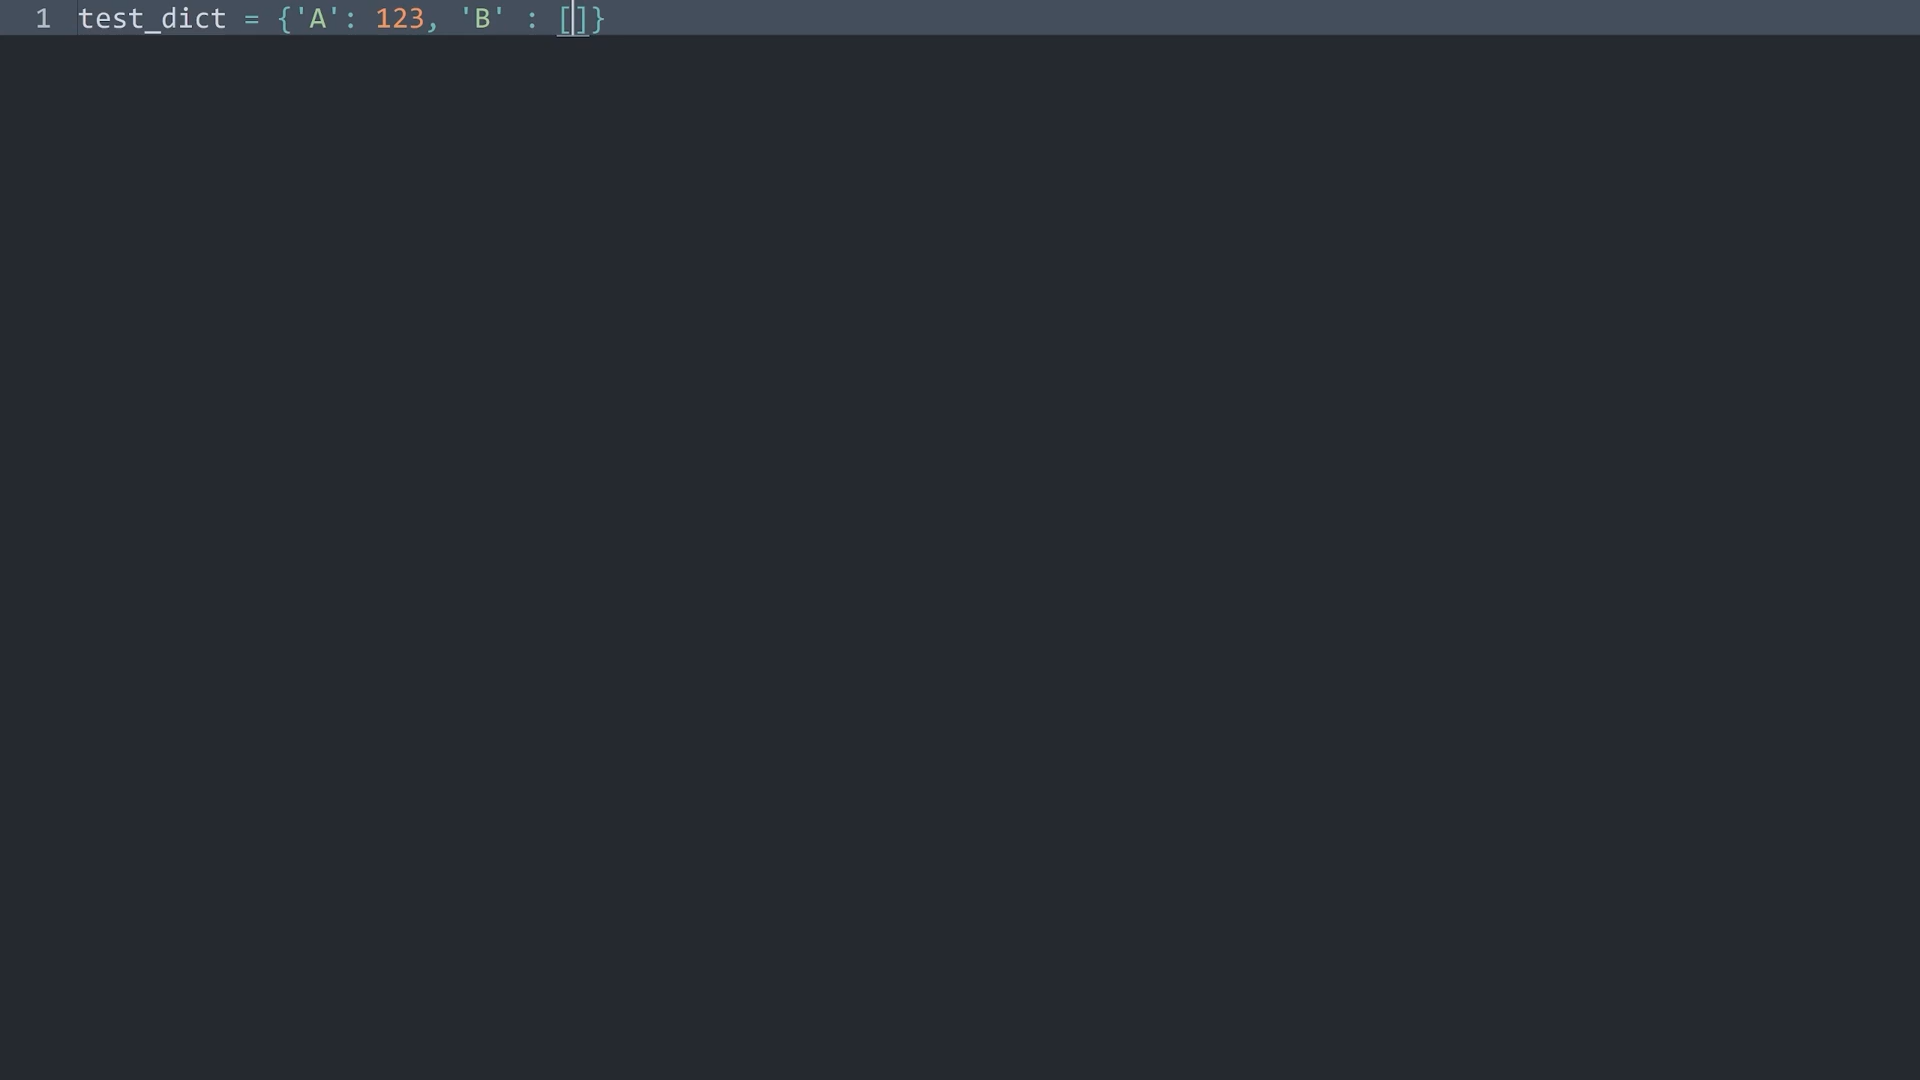 1 test_dict = {'A': 123, 'B' : []}